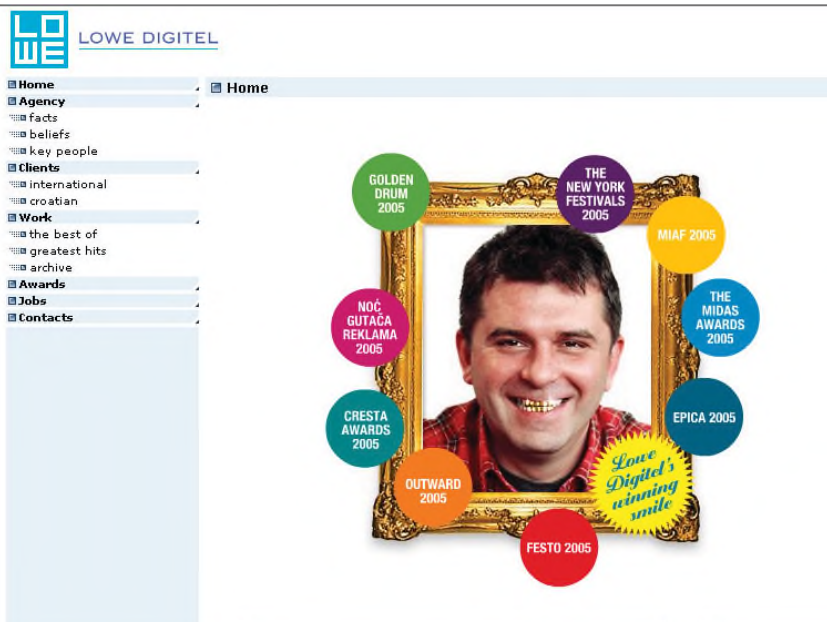 LO
WE
LOWE DIGITEL
Home
Agency
facts
beliefs
key people
Clients
international
croatian
Work
the best of
greatest hits
archive
Awards
Jobs
Contacts
Home
GOLDEN
DRUM
2005
THE
NEW YORK
FESTIVALS
2005
MIAF 2005
NOĆ
GUTAČA
REKLAMA
2005
THE
MIDAS
AWARDS
2005
CRESTA
AWARDS
2005
EPICA 2005
OUTWARD
2005
Lowe
Digitel's
winning
smile
FESTO 2005